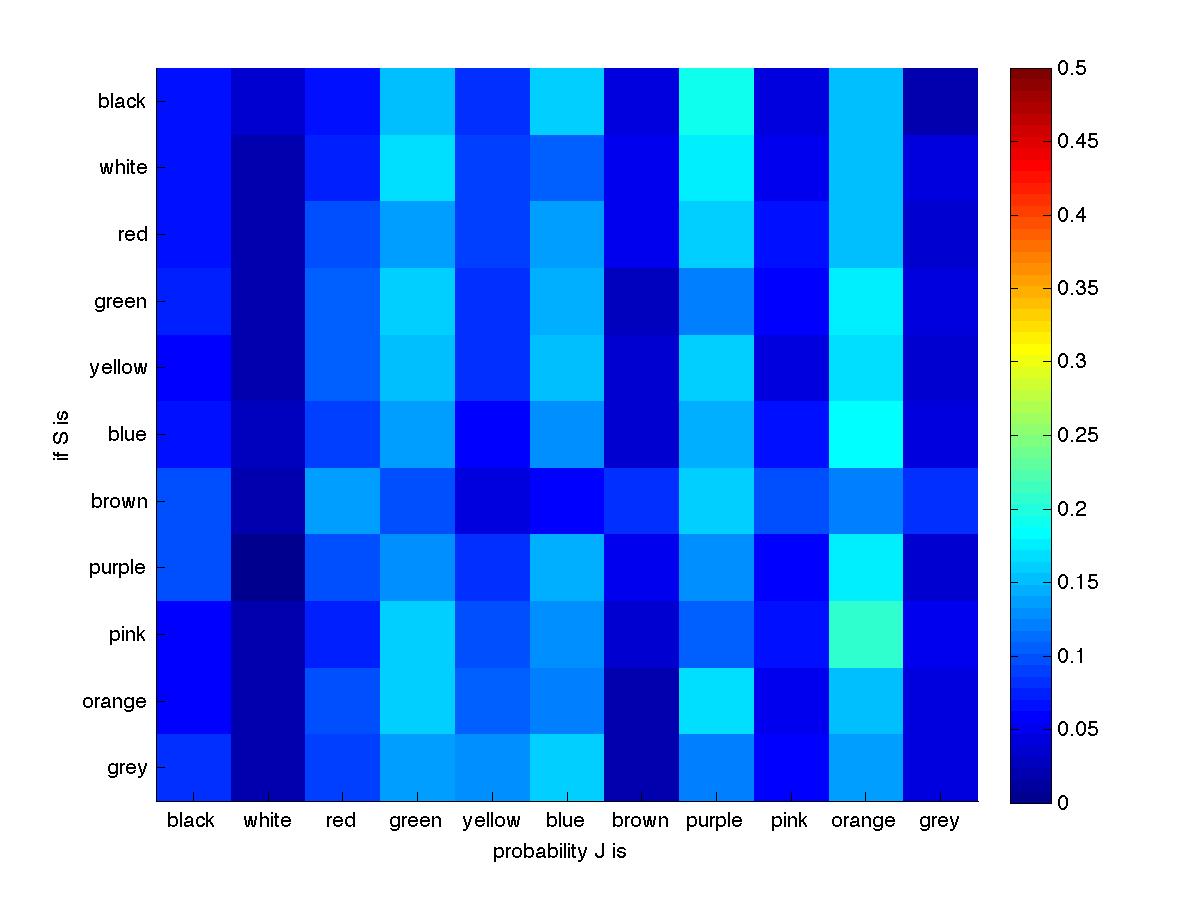 black
white
red
green
yellow
blue
brown
purple
pink
orange
grey
if S is
black white red green yellow blue brown purple pink orange grey
probability J is
0.5
0.45
0.4
0.35
0.3
0.25
0.2
0.15
0.1
0.05
0